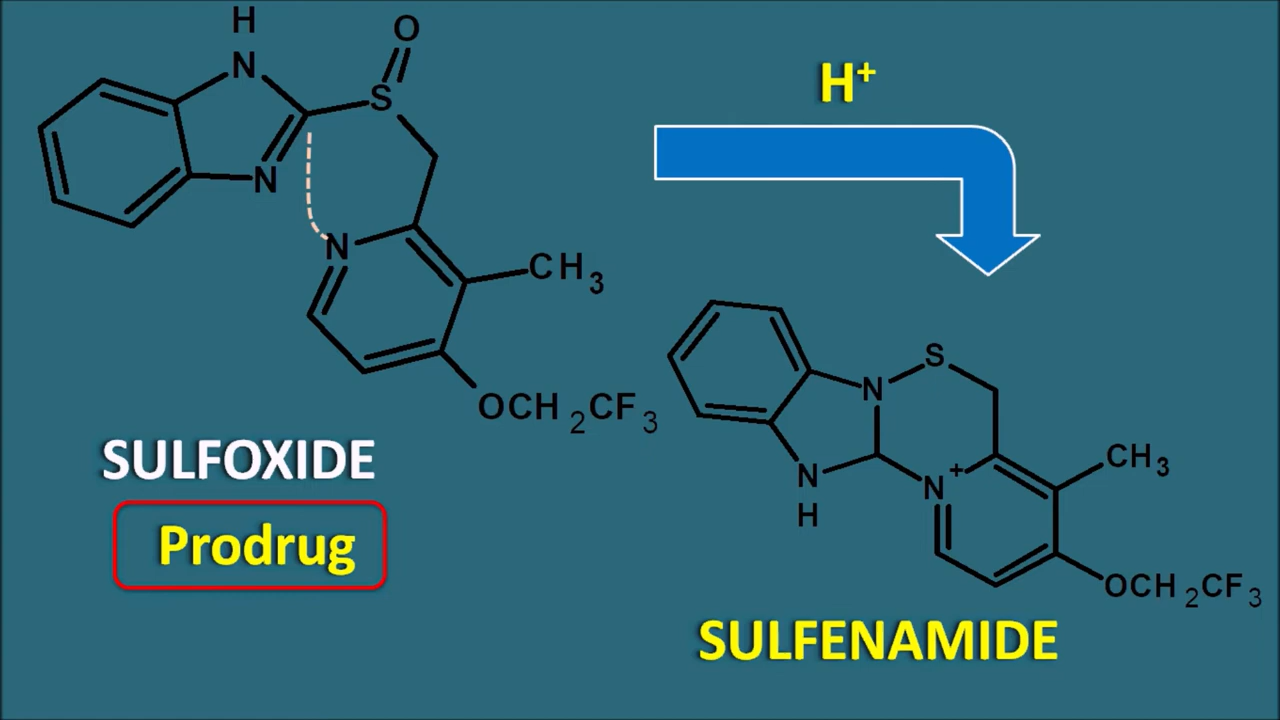 H
N
O
S
N
N
CH3
OCH2CF3
SULFOXIDE
Prodrug
H+
S
N
N
H
N+
CH3
OCH2CF3
SULFENAMIDE